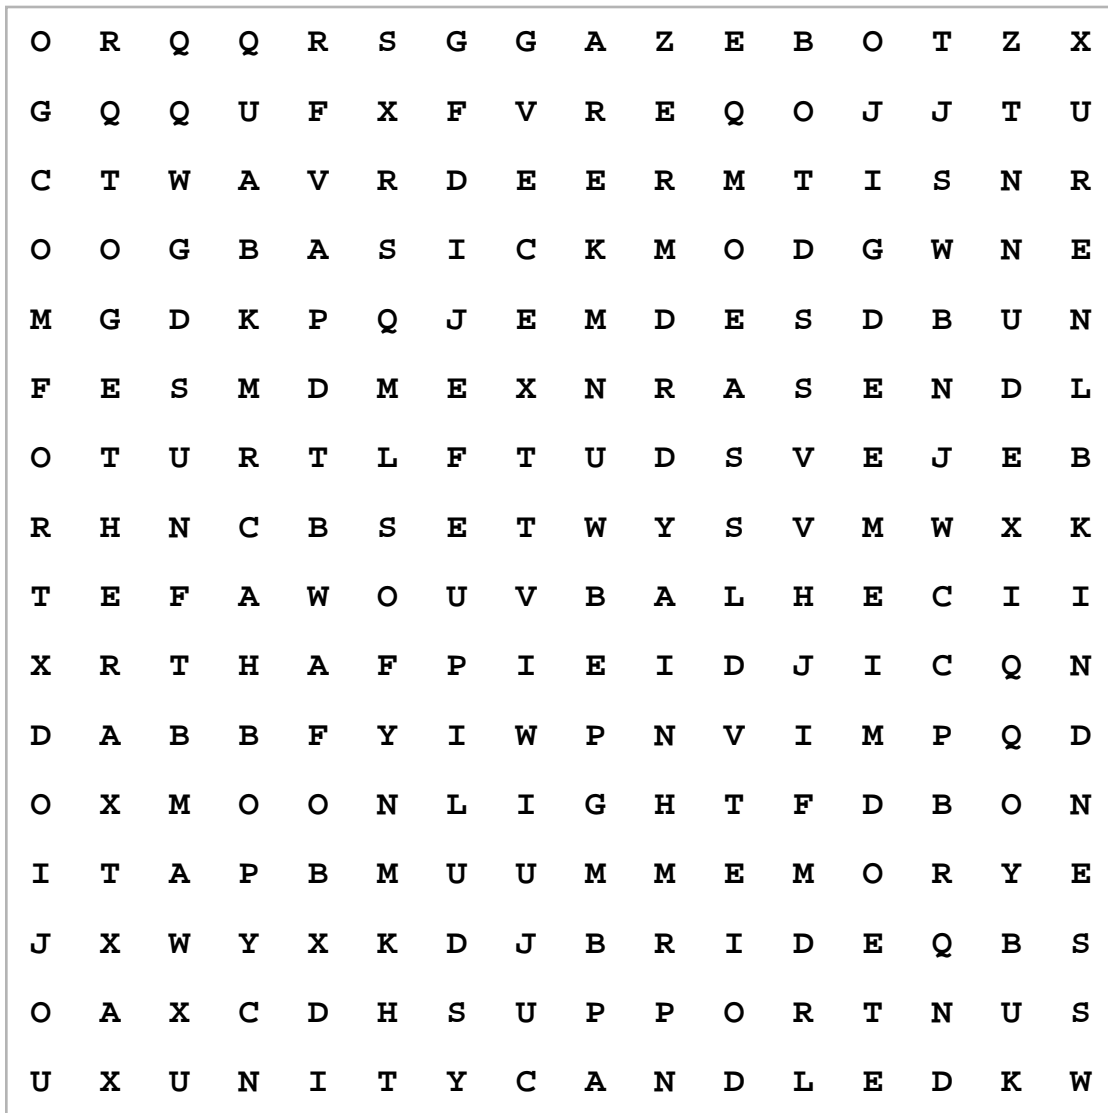 O R Q Q R S G G A Z E B O T Z X
G Q Q U F X F V R E Q O J J T U
C T W A V R D E E R M T I S N R
O O G B A S I C K M O D G W N E
M G D K P Q J E M D E S D B U N
F E S M D M E X N R A S E N D L
O T U R T L F T U D S V E J E B
R H N C B S E T W Y S V M W X K
T E F A W O U V B A L H E C I I
X R T H A F P I E I D J I C Q N
D A B B F Y I W P N V I M P Q D
O X M O O N L I G H T F D B O N
I T A P B M U U M M E M O R Y E
J X W Y X K D J B R I D E Q B S
O A X C D H S U P P O R T N U S
U X U N I T Y C A N D L E D K W